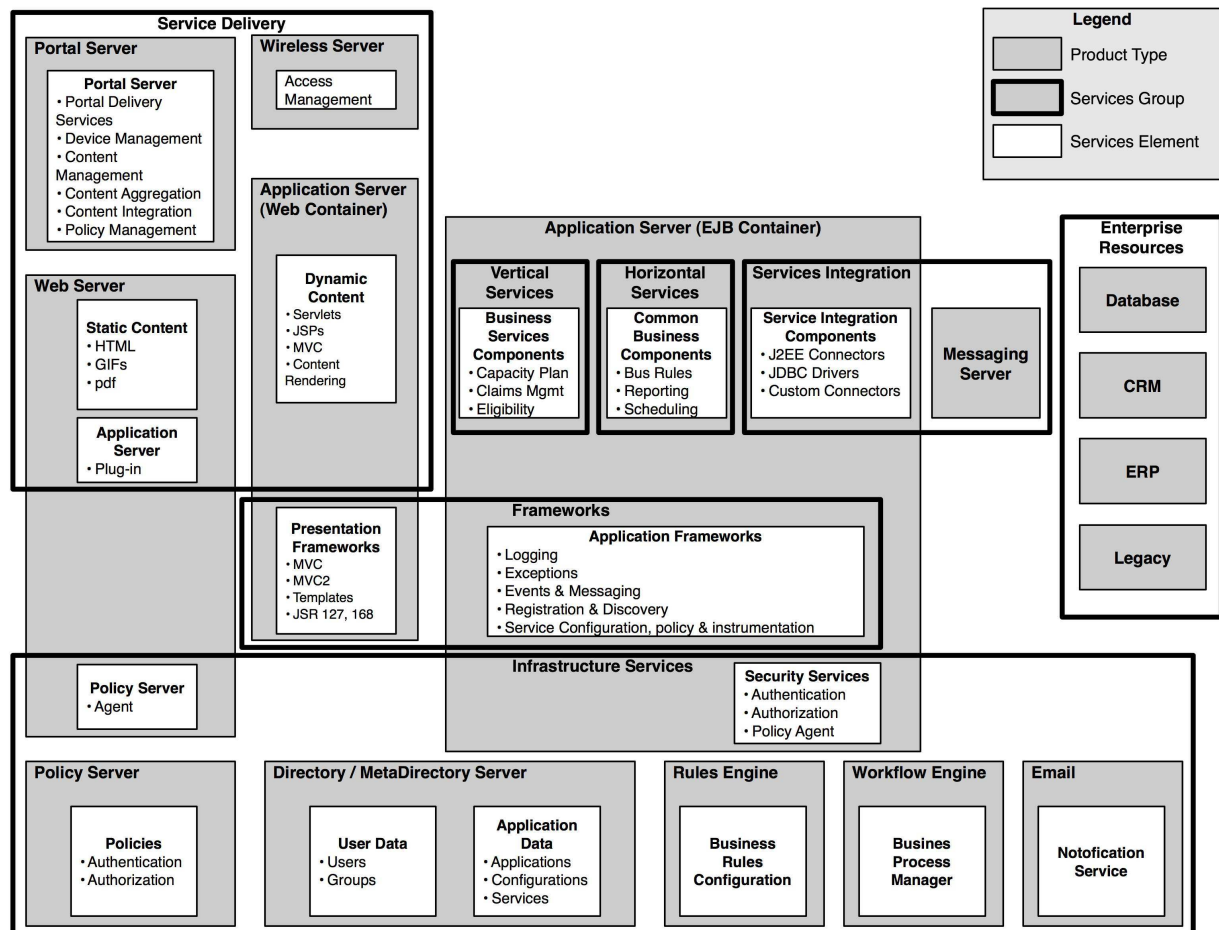 Service Delivery
Portal Server
Portal Server
• Portal Delivery
Services
• Device Management
• Content
Management
• Content Aggregation
• Content Integration
• Policy Management
Wireless Server
Access
Management
Legend
Product Type
Services Group
Services Element
Web Server
Static Content
• HTML
• GIFs
• pdf
Application
Server
• Plug-in
Application Server
(Web Container)
Dynamic
Content
• Servlets
• JSPs
• MVC
• Content
Rendering
Application Server (EJB Container)
Vertical
Services
Business
Services
Components
• Capacity Plan
• Claims Mgmt
• Eligibility
Horizontal
Services
Common
Business
Components
• Bus Rules
• Reporting
• Scheduling
Services Integration
Service Integration
Components
• J2EE Connectors
• JDBC Drivers
• Custom Connectors
Messaging
Server
Enterprise
Resources
Database
CRM
ERP
Legacy
Frameworks
Presentation
Frameworks
• MVC
• MVC2
• Templates
• JSR 127, 168
Application Frameworks
• Logging
• Exceptions
• Events & Messaging
• Registration & Discovery
• Service Configuration, policy & instrumentation
Infrastructure Services
Policy Server
• Agent
Security Services
• Authentication
• Authorization
• Policy Agent
Policy Server
Policies
• Authentication
• Authorization
Directory / MetaDirectory Server
User Data
• Users
• Groups
Application
Data
• Applications
• Configurations
• Services
Rules Engine
Business
Rules
Configuration
Workflow Engine
Busines
Process
Manager
Email
Notofication
Service